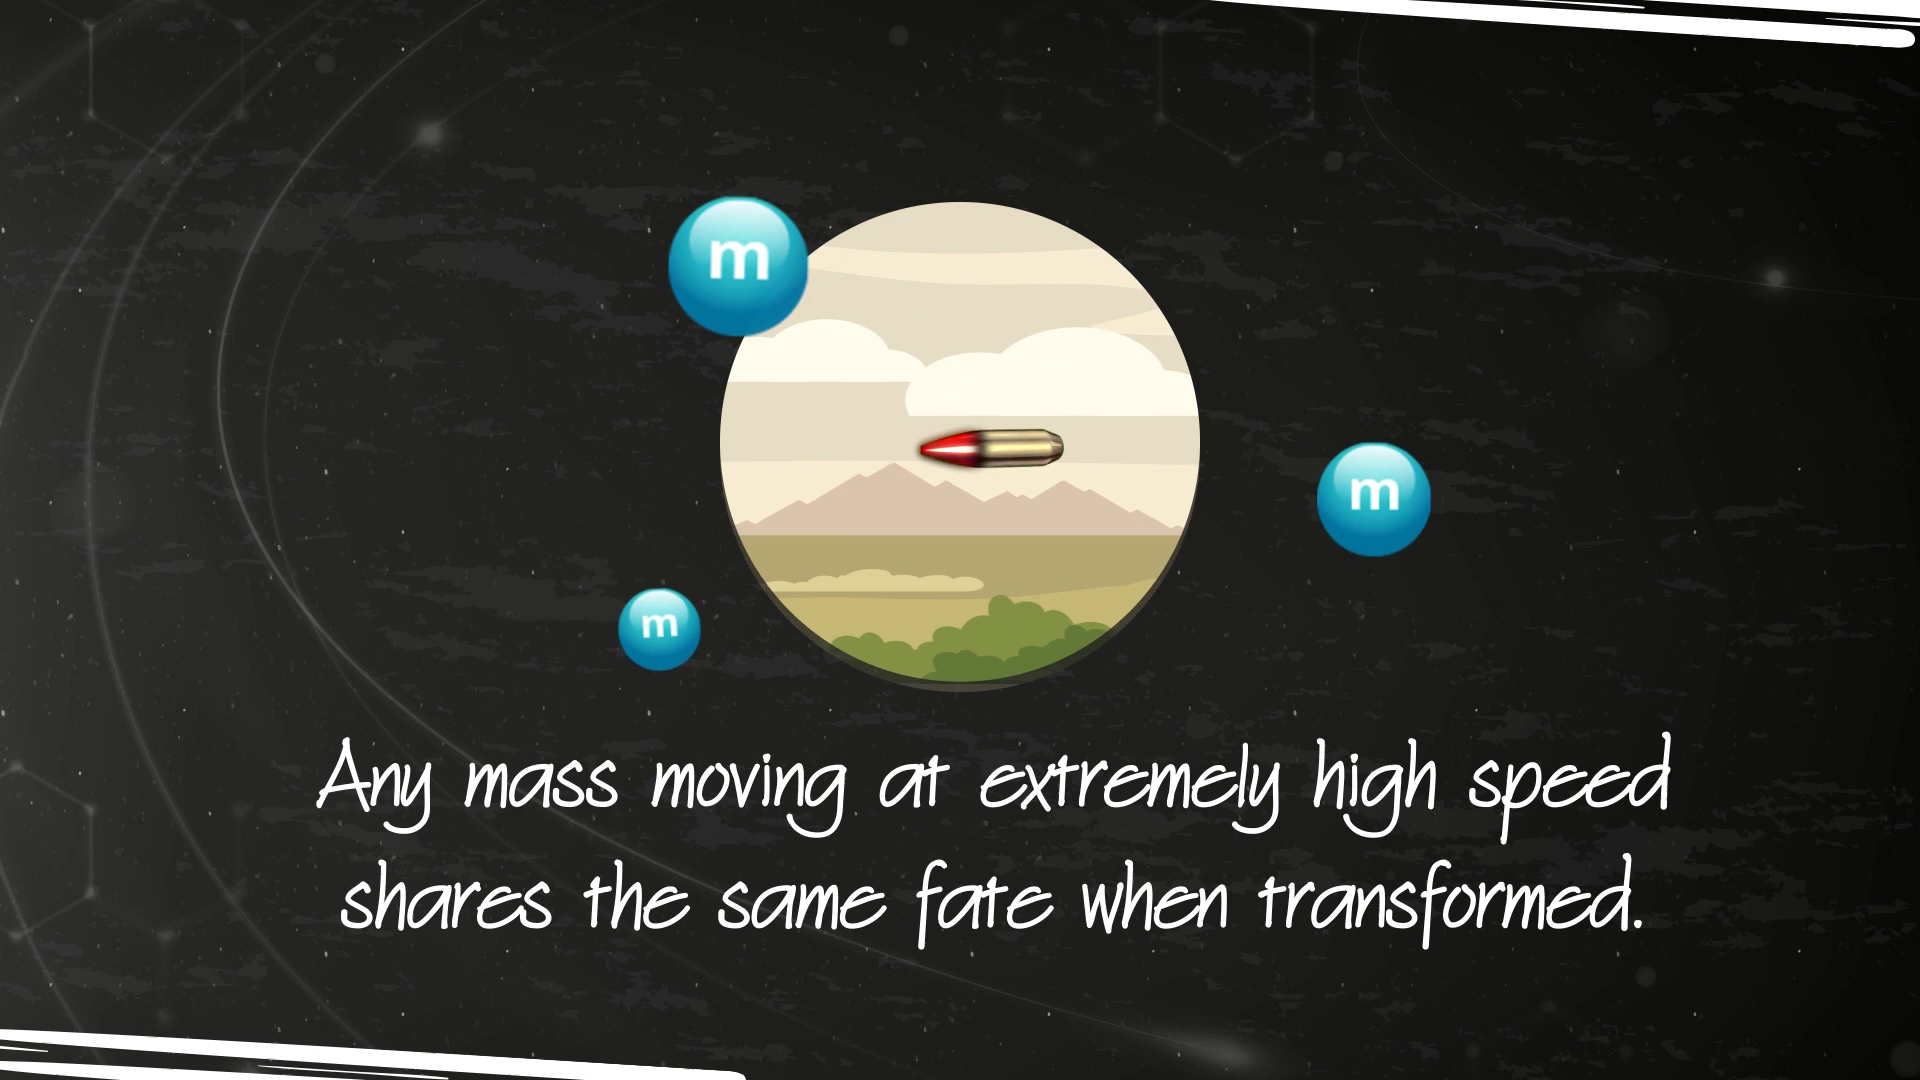 m
m
m
Any mass moving at extremely high speed
shares the same fate when transformed.